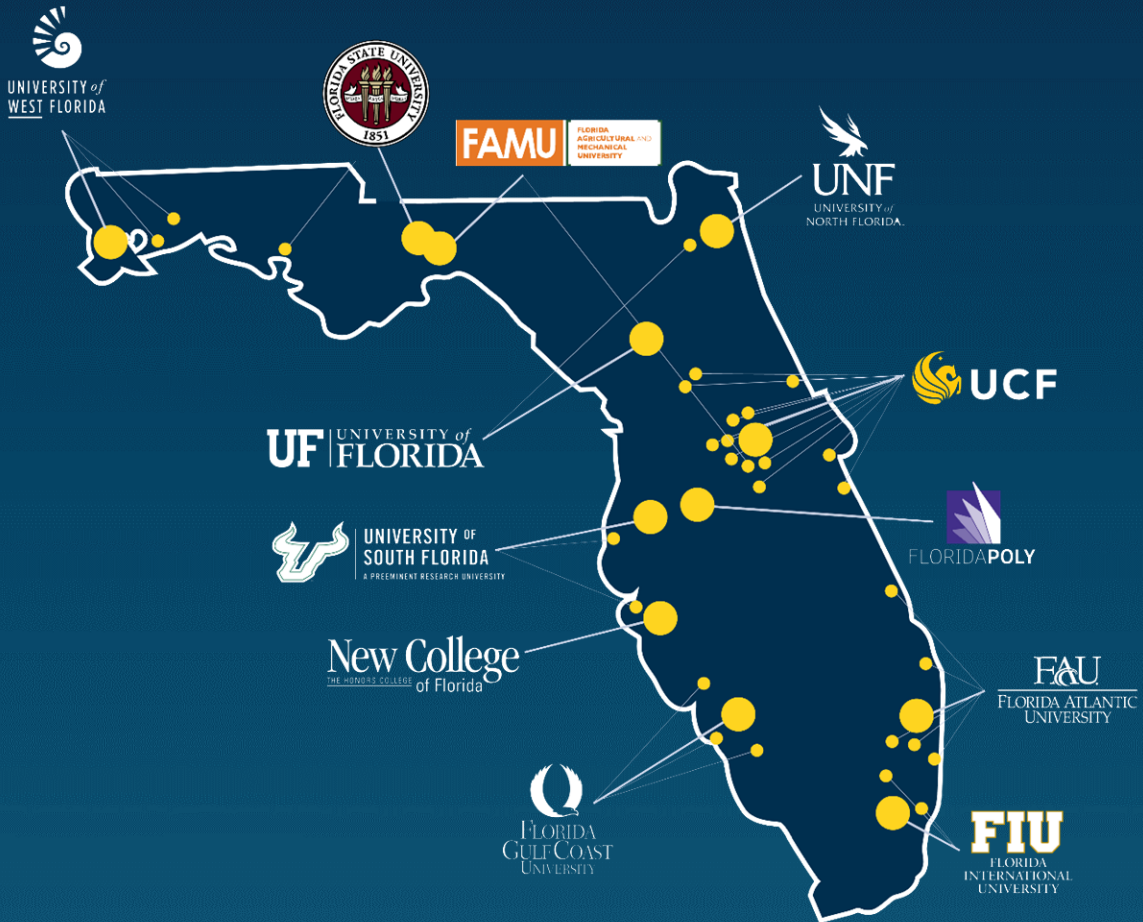 UNIVERSITY of
WEST FLORIDA
FLORIDA STATE UNIVERSITY
1851
FAMU
FLORIDA
AGRICULTURAL AND
MECHANICAL
UNIVERSITY
UNF
UNIVERSITY of
NORTH FLORIDA.
UCF
UF
UNIVERSITY of
FLORIDA
UNIVERSITY OF
SOUTH FLORIDA
A PREEMINENT RESEARCH UNIVERSITY
FLORIDAPOLY
New College
THE HONORS COLLEGE of Florida
FAU
FLORIDA ATLANTIC
UNIVERSITY
FLORIDA
GULF COAST
UNIVERSITY
FIU
FLORIDA
INTERNATIONAL
UNIVERSITY